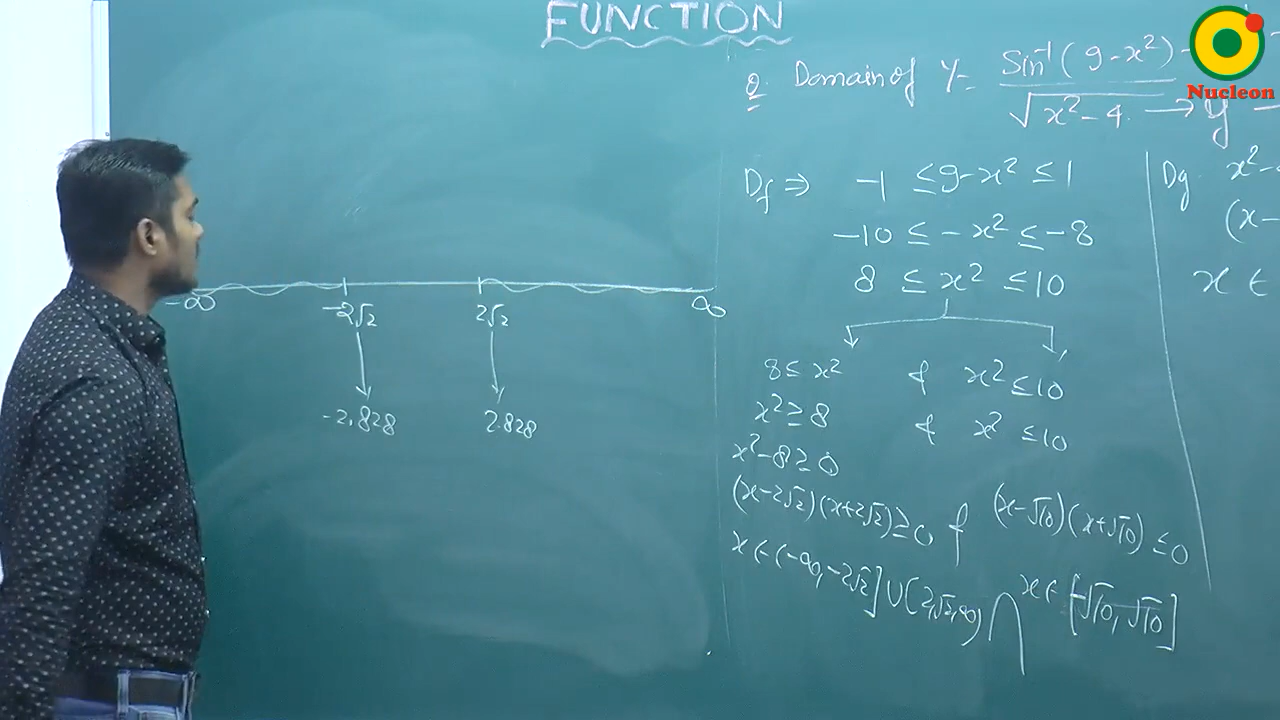 FUNCTION
Nucleon
Q. Domain of y = Sin⁻¹(9-x²)
√x²-4 → y
Df ⇒ -1 ≤ 9-x² ≤ 1
-10 ≤ -x² ≤ -8
8 ≤ x² ≤ 10
8 ≤ x² & x² ≤ 10
x² ≥ 8 & x² ≤ 10
x²-8 ≥ 0
(x-2√2)(x+2√2) ≥ 0 & (x-√10)(x+√10) ≤ 0
x ∈ (-∞, -2√2] ∪ [2√2, ∞) ∩ x ∈ [-√10, √10]
Dg x²-
(x-
x ∈
-∞ -2√2 2√2 ∞
-2.828 2.828